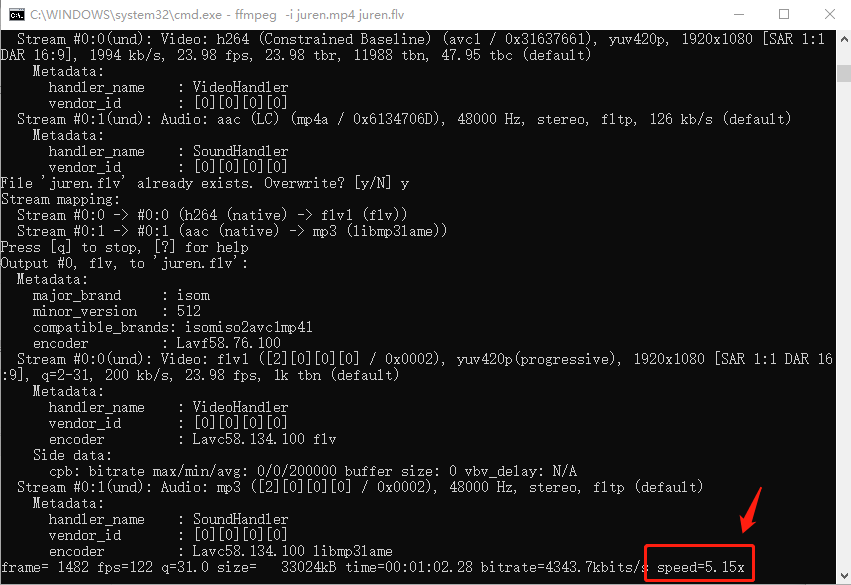 C:\WINDOWS\system32\cmd.exe - ffmpeg -i juren.mp4 juren.flv
Stream #0:0(und): Video: h264 (Constrained Baseline) (avc1 / 0x31637661), yuv420p, 1920x1080 [SAR 1:1
DAR 16:9], 1994 kb/s, 23.98 fps, 23.98 tbr, 11988 tbn, 47.95 tbc (default)
Metadata:
handler_name : VideoHandler
vendor_id : [0][0][0][0]
Stream #0:1(und): Audio: aac (LC) (mp4a / 0x6134706D), 48000 Hz, stereo, fltp, 126 kb/s (default)
Metadata:
handler_name : SoundHandler
vendor_id : [0][0][0][0]
File 'juren.flv' already exists. Overwrite? [y/N] y
Stream mapping:
Stream #0:0 -> #0:0 (h264 (native) -> flv1 (flv))
Stream #0:1 -> #0:1 (aac (native) -> mp3 (libmp3lame))
Press [q] to stop, [?] for help
Output #0, flv, to 'juren.flv':
Metadata:
major_brand : isom
minor_version : 512
compatible_brands: isomiso2avc1mp41
encoder : Lavf58.76.100
Stream #0:0(und): Video: flv1 ([2][0][0][0] / 0x0002), yuv420p(progressive), 1920x1080 [SAR 1:1 DAR 16
:9], q=2-31, 200 kb/s, 23.98 fps, 1k tbn (default)
Metadata:
handler_name : VideoHandler
vendor_id : [0][0][0][0]
encoder : Lavc58.134.100 flv
Side data:
cpb: bitrate max/min/avg: 0/0/200000 buffer size: 0 vbv_delay: N/A
Stream #0:1(und): Audio: mp3 ([2][0][0][0] / 0x0002), 48000 Hz, stereo, fltp (default)
Metadata:
handler_name : SoundHandler
vendor_id : [0][0][0][0]
encoder : Lavc58.134.100 libmp3lame
frame= 1482 fps=122 q=31.0 size= 33024kB time=00:01:02.28 bitrate=4343.7kbits/s speed=5.15x